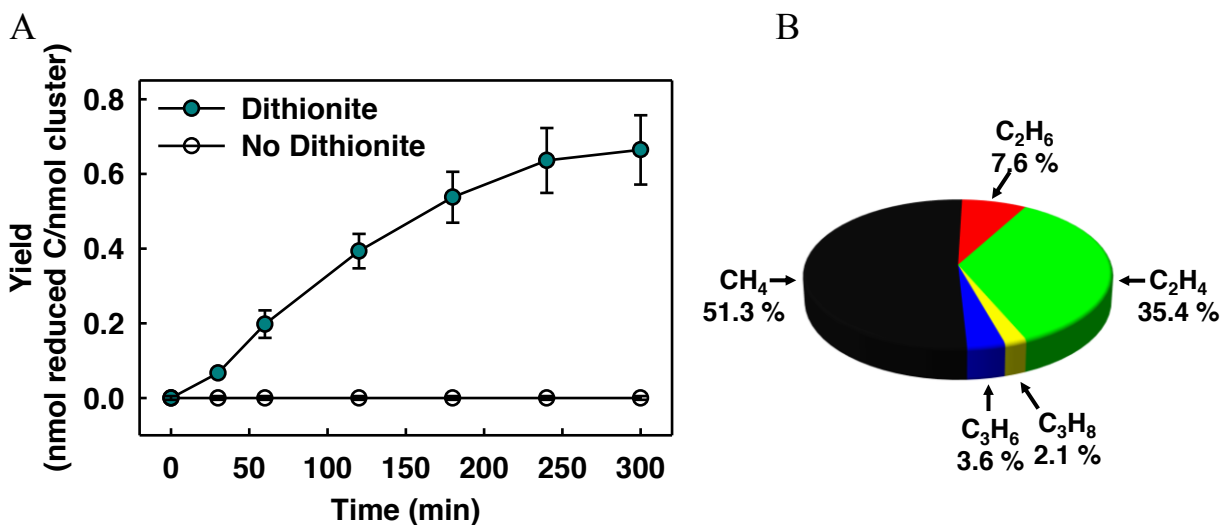 A
B
Yield
(nmol reduced C/nmol cluster)
0.8
0.6
0.4
0.2
0.0
Dithionite
No Dithionite
0 50 100 150 200 250 300
Time (min)
C₂H₆
7.6 %
CH₄
51.3 %
C₂H₄
35.4 %
C₃H₆
3.6 %
C₃H₈
2.1 %